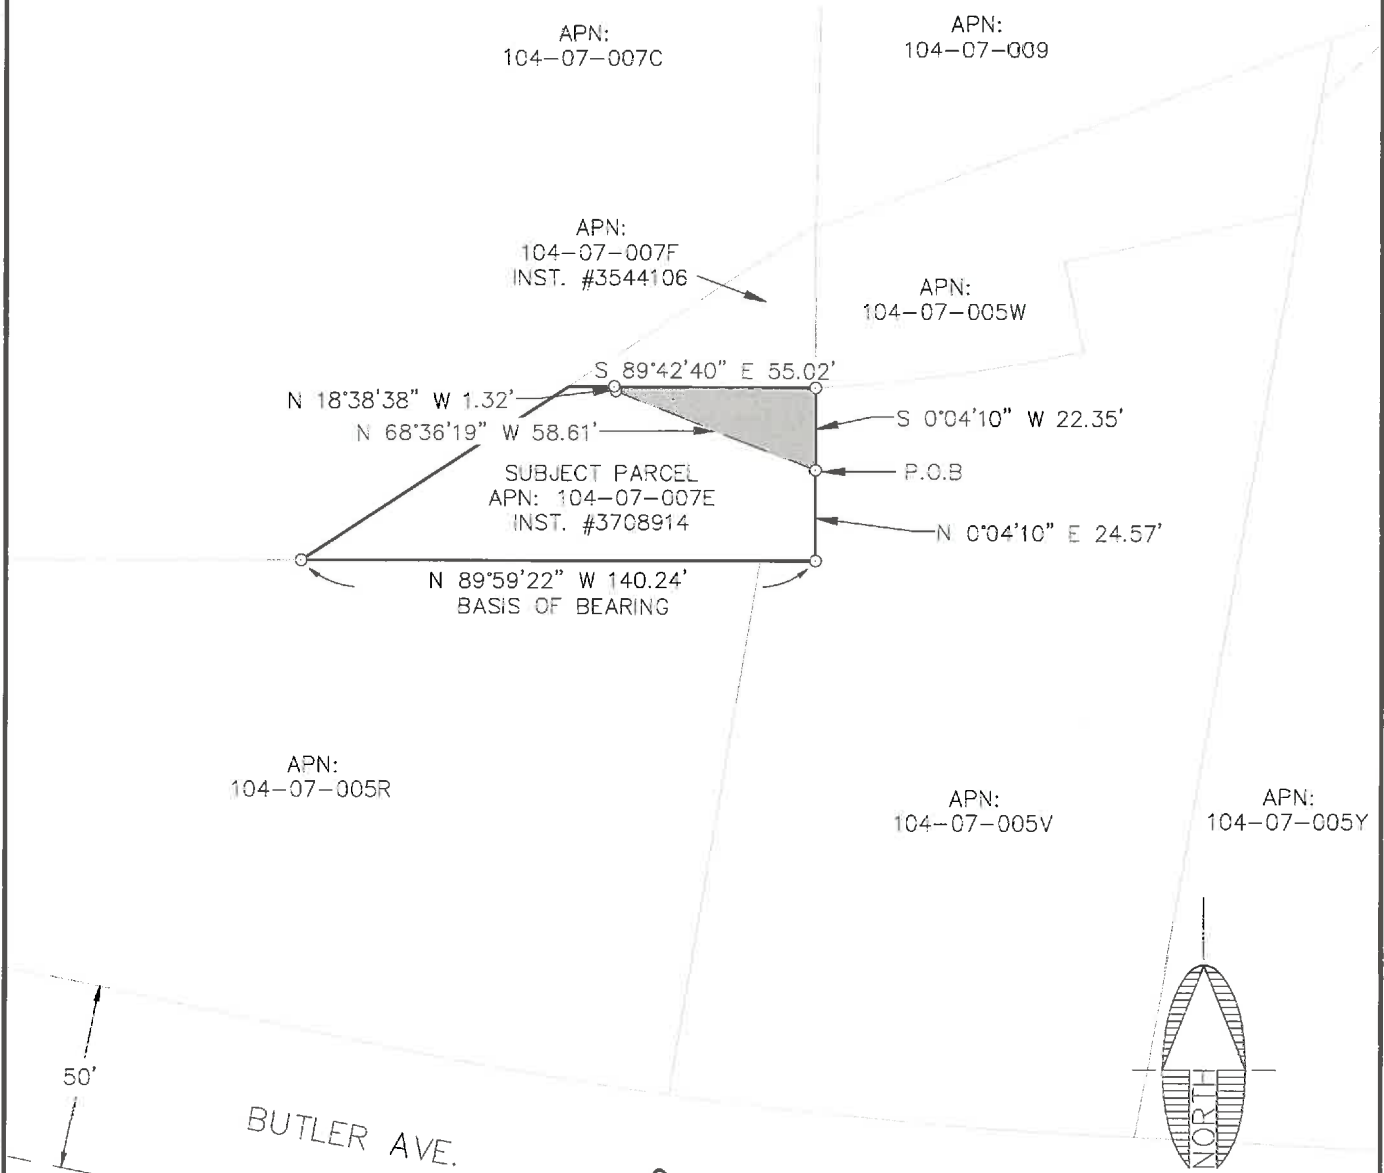 APN:
104-07-007C
APN:
104-07-009
APN:
104-07-007F
INST. #3544106
APN:
104-07-005W
S 89°42'40" E 55.02'
N 18°38'38" W 1.32'
N 68°36'19" W 58.61'
S 0°04'10" W 22.35'
SUBJECT PARCEL
APN: 104-07-007E
INST. #3708914
P.O.B
N 0°04'10" E 24.57'
N 89°59'22" W 140.24'
BASIS OF BEARING
APN:
104-07-005R
APN:
104-07-005V
APN:
104-07-005Y
50'
BUTLER AVE.
NORTH